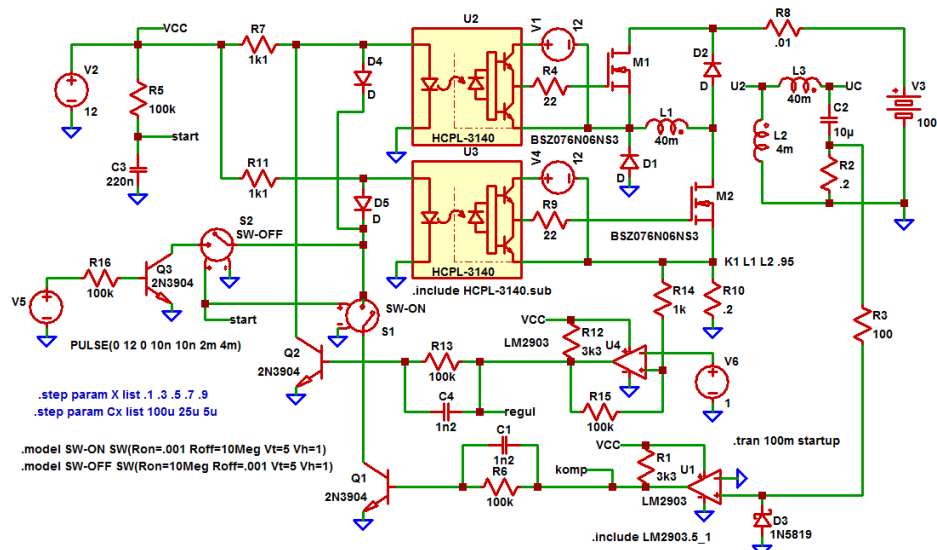 VCC
V2
12
R5
100k
start
C3
220n
R7
1k1
D4
D
R11
1k1
D5
D
U2
HCPL-3140
U3
HCPL-3140
.include HCPL-3140.sub
V1
12
R4
22
M1
BSZ076N06NS3
D1
D
L1
40m
D2
D
R8
.01
V3
100
U2
L3
40m
UC
L2
4m
C2
10µ
R2
.2
V4
12
R9
22
M2
BSZ076N06NS3
K1 L1 L2 .95
R14
1k
R10
.2
R3
100
S2
SW-OFF
Q3
2N3904
R16
100k
V5
PULSE(0 12 0 10n 10n 2m 4m)
start
SW-ON
S1
Q2
2N3904
R13
100k
C4
1n2
regul
VCC
LM2903
R12
3k3
U4
R15
100k
V6
1
.step param X list .1 .3 .5 .7 .9
.step param Cx list 100u 25u 5u
.model SW-ON SW(Ron=.001 Roff=10Meg Vt=5 Vh=1)
.model SW-OFF SW(Ron=10Meg Roff=.001 Vt=5 Vh=1)
Q1
2N3904
C1
1n2
R6
100k
komp
VCC
R1
3k3
U1
LM2903
.tran 100m startup
D3
1N5819
.include LM2903.5_1